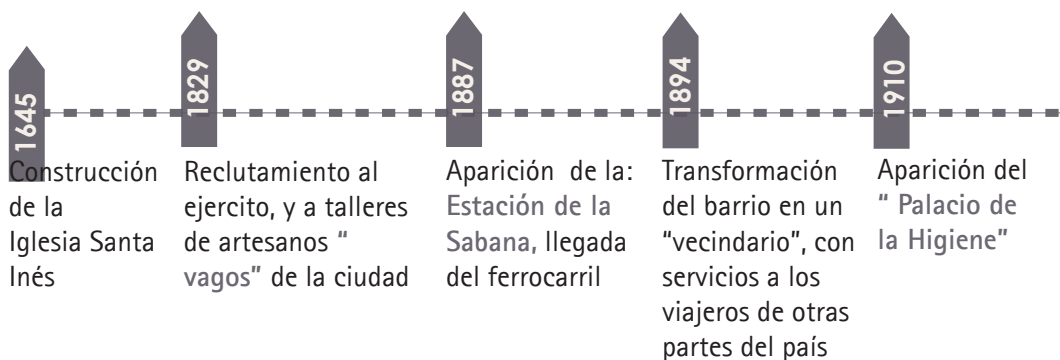 1645
Construcción
de la
Iglesia Santa
Inés
1829
Reclutamiento al
ejercito, y a talleres
de artesanos “
vagos” de la ciudad
1887
Aparición de la:
Estación de la
Sabana, llegada
del ferrocarril
1894
Transformación
del barrio en un
“vecindario”, con
servicios a los
viajeros de otras
partes del país
1910
Aparición del
“ Palacio de
la Higiene”